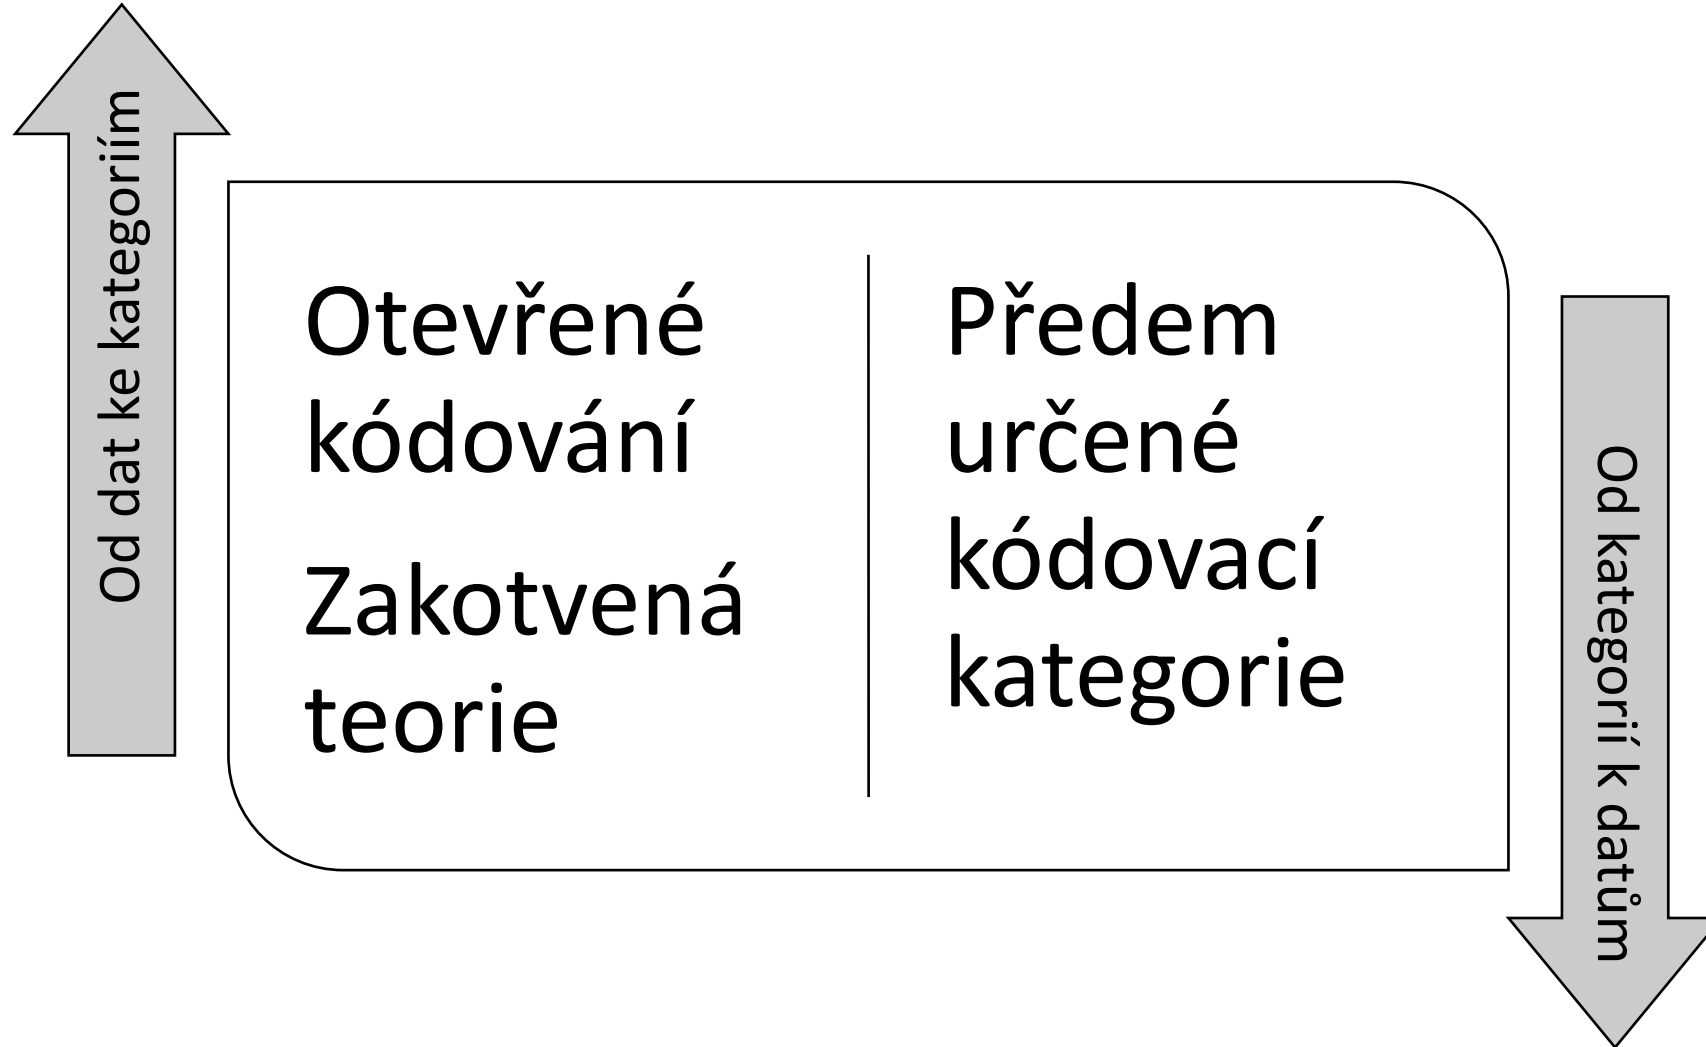 Od dat ke kategoriím
Otevřené
kódování
Zakotvená
teorie
Předem
určené
kódovací
kategorie
Od kategorií k datům